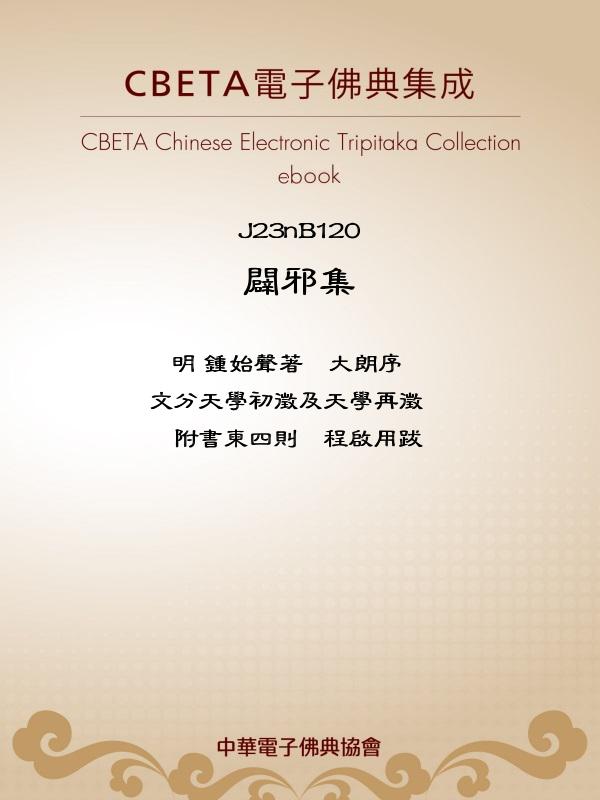 CBETA電子佛典集成
CBETA Chinese Electronic Tripitaka Collection
ebook
J23nB120
闢邪集
明 鍾始聲著 大朗序
文分天學初徵及天學再徵
附書柬四則 程啟用跋
中華電子佛典協會